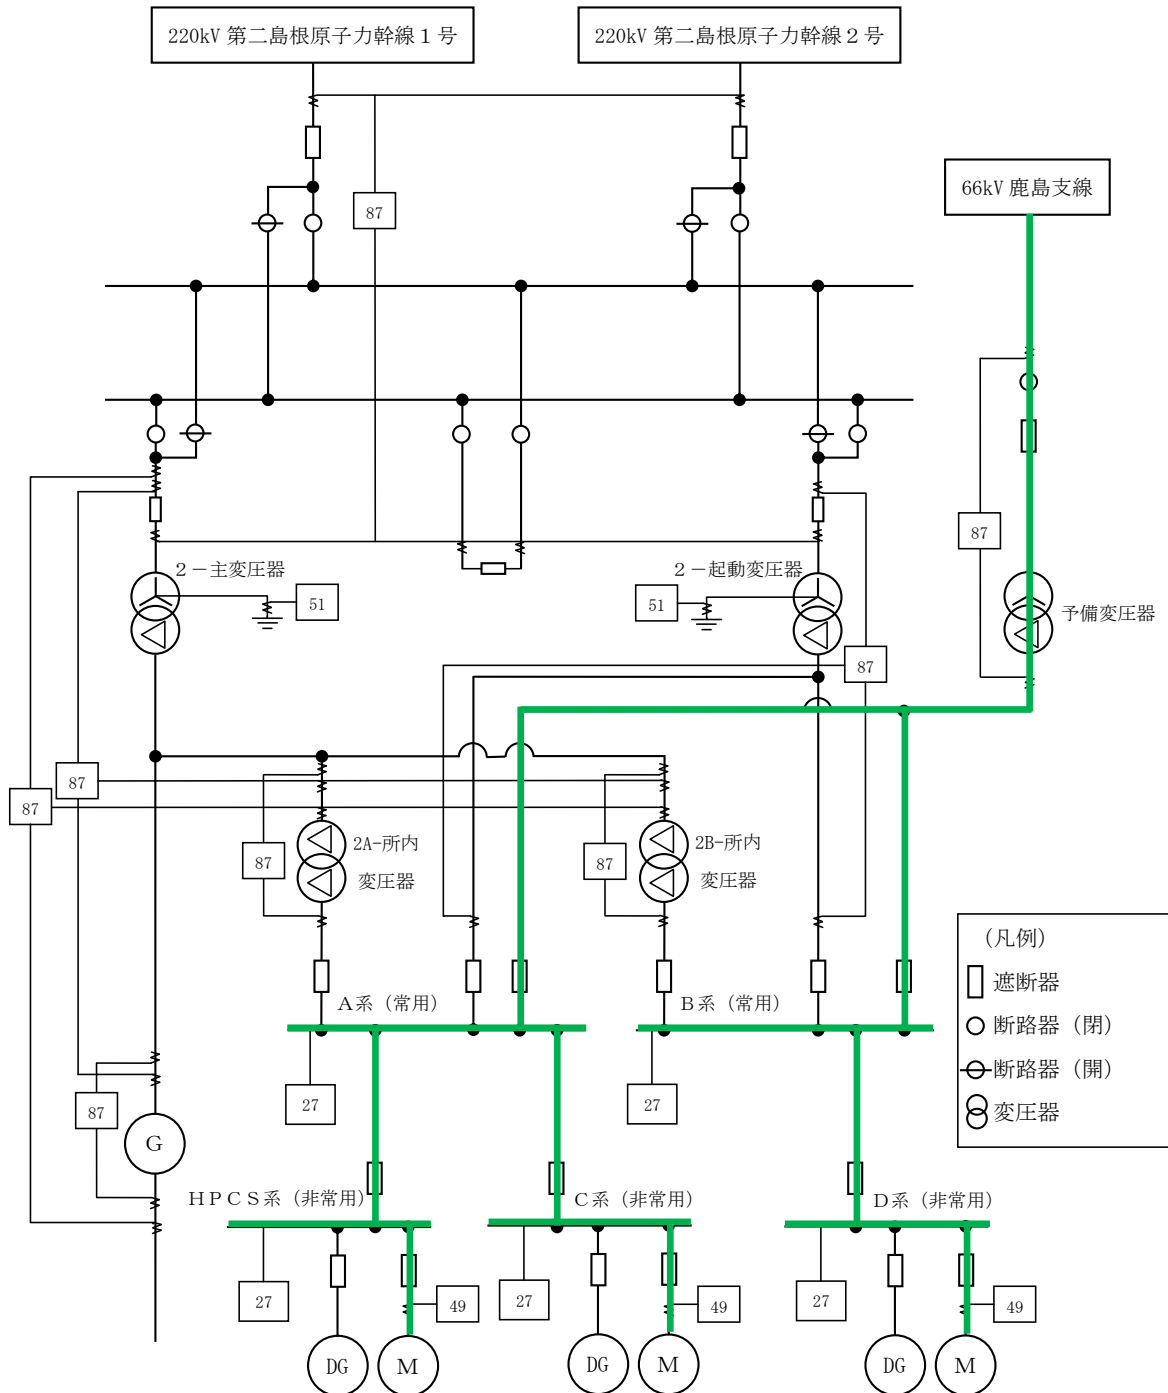 220kV 第二島根原子力幹線１号
220kV 第二島根原子力幹線２号
66kV 鹿島支線
87
87
２－主変圧器
２－起動変圧器
51
51
予備変圧器
87
87
87
2A-所内
変圧器
87
2B-所内
変圧器
87
(凡例)
遮断器
断路器（閉）
断路器（開）
変圧器
Ａ系（常用）
Ｂ系（常用）
27
27
87
G
ＨＰＣＳ系（非常用）
Ｃ系（非常用）
Ｄ系（非常用）
27
49
27
49
27
49
DG
M
DG
M
DG
M